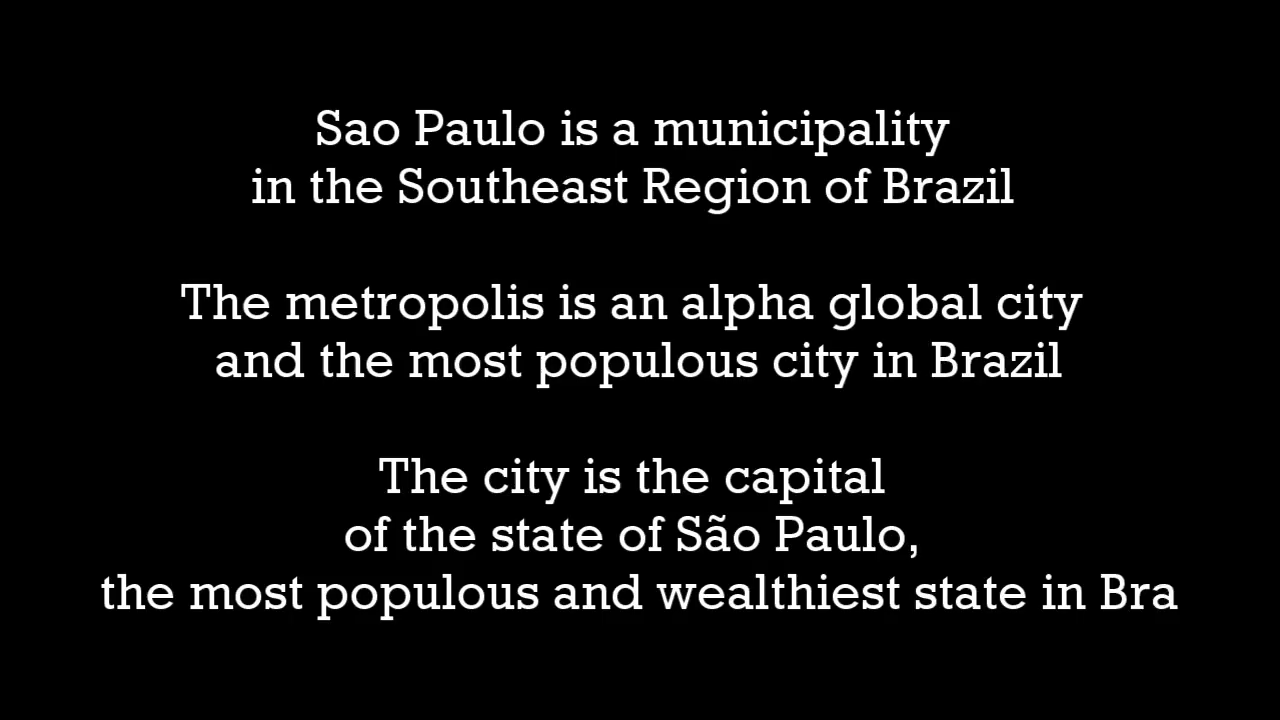 Sao Paulo is a municipality
in the Southeast Region of Brazil
The metropolis is an alpha global city
and the most populous city in Brazil
The city is the capital
of the state of São Paulo,
the most populous and wealthiest state in Bra